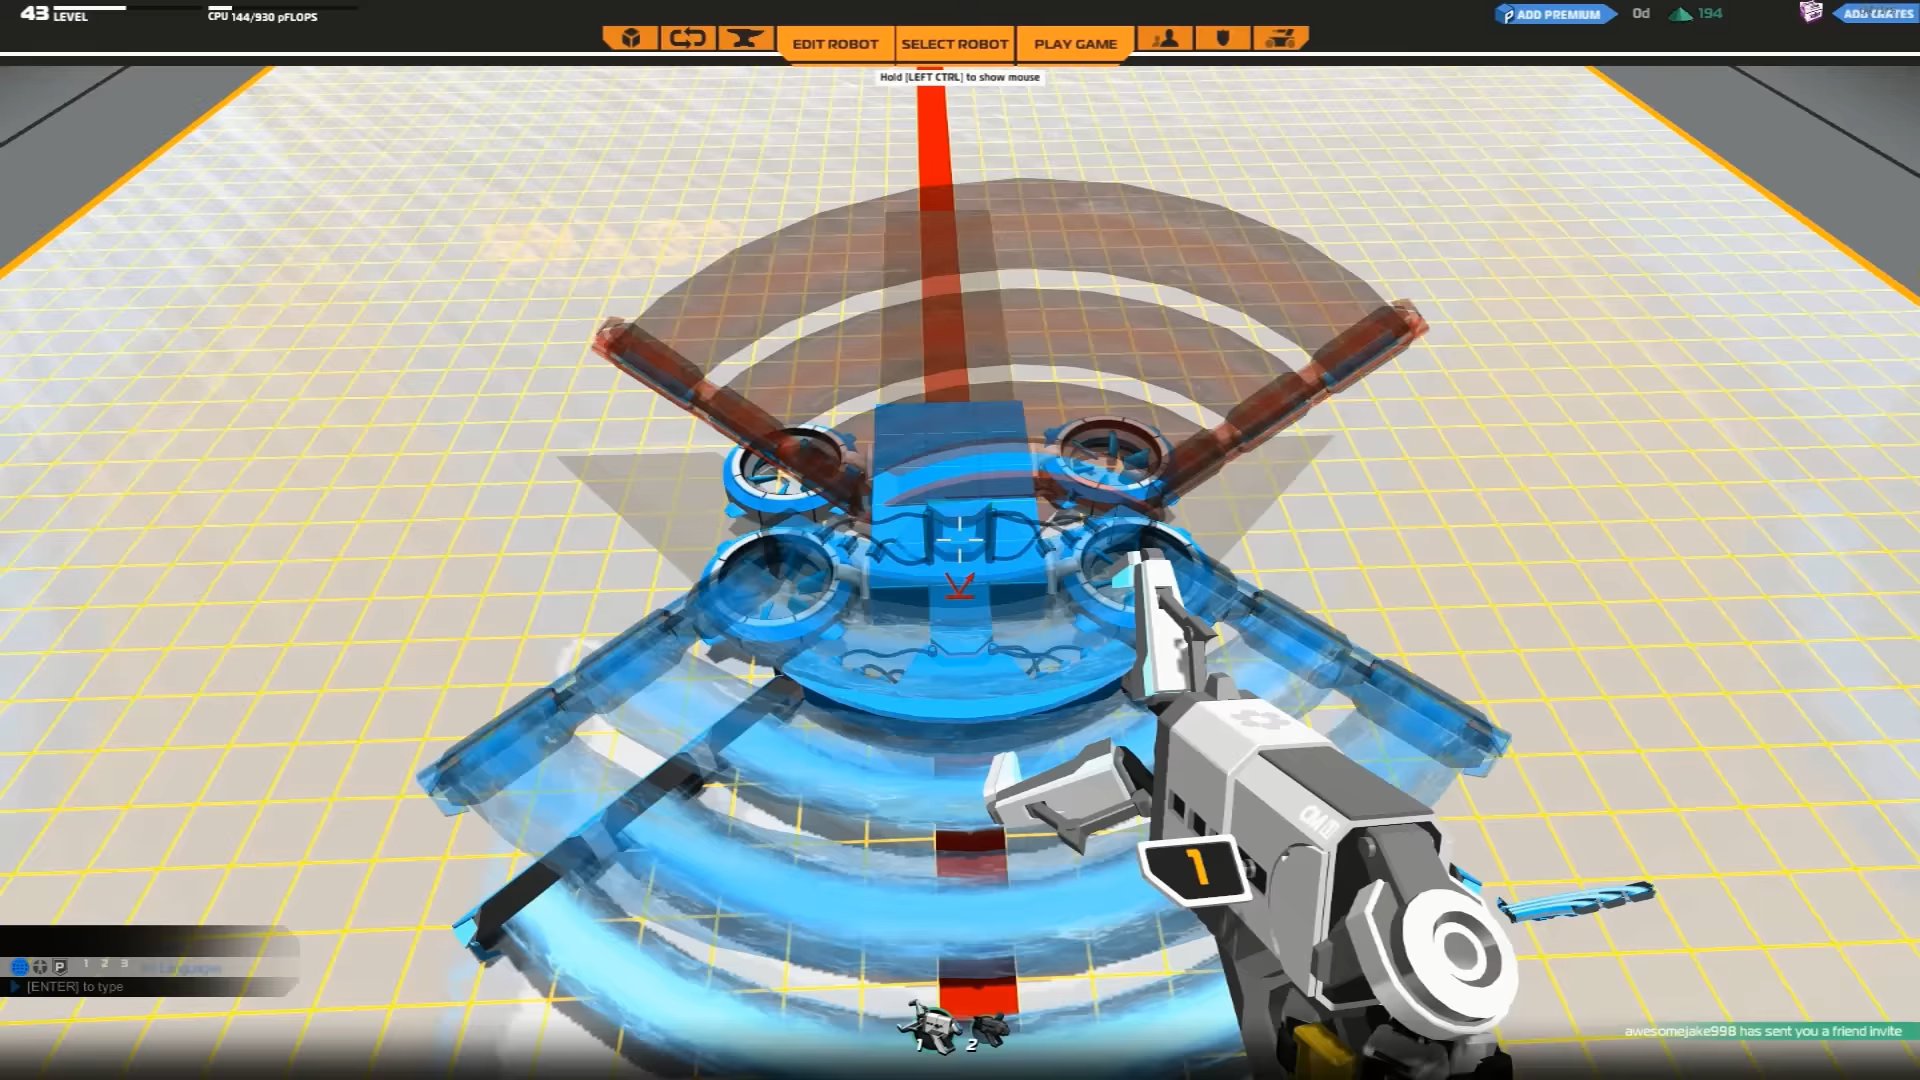 43 LEVEL
CPU 144/930 pFLOPS
ADD PREMIUM
0d
194
ADD CRATES
EDIT ROBOT
SELECT ROBOT
PLAY GAME
Hold [LEFT CTRL] to show mouse
1
P 1 2 3
[ENTER] to type
1 2
awesomejake998 has sent you a friend invite